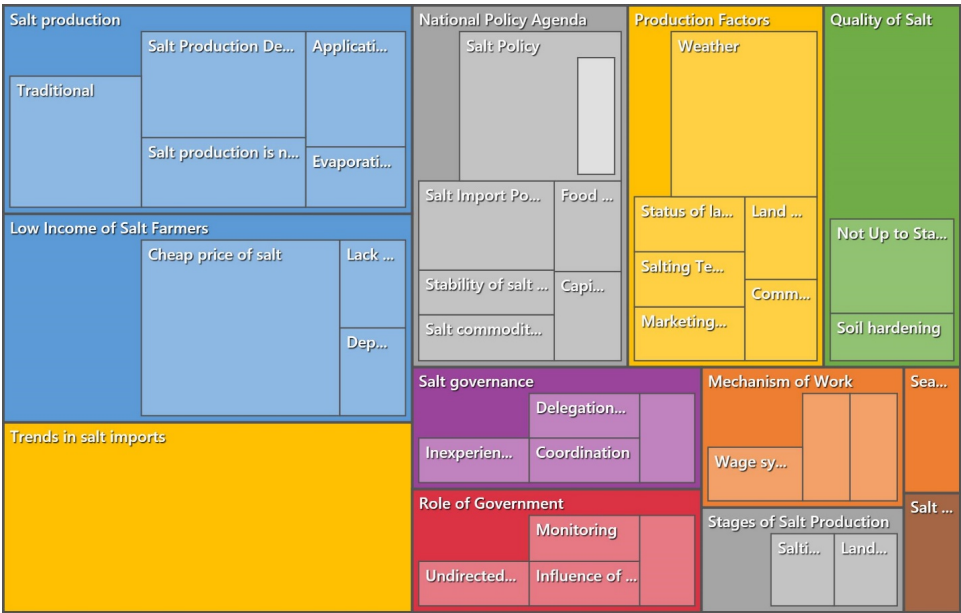 Salt production
Salt Production De...
Applicati...
Traditional
Salt production is n...
Evaporati...
Low Income of Salt Farmers
Cheap price of salt
Lack ...
Dep...
Trends in salt imports
National Policy Agenda
Salt Policy
Salt Import Po...
Food ...
Stability of salt ...
Capi...
Salt commodit...
Production Factors
Weather
Status of la...
Land ...
Salting Te...
Comm...
Marketing...
Quality of Salt
Not Up to Sta...
Soil hardening
Salt governance
Delegation...
Inexperien...
Coordination
Role of Government
Monitoring
Undirected...
Influence of ...
Mechanism of Work
Wage sy...
Sea...
Stages of Salt Production
Salti...
Land...
Salt ...